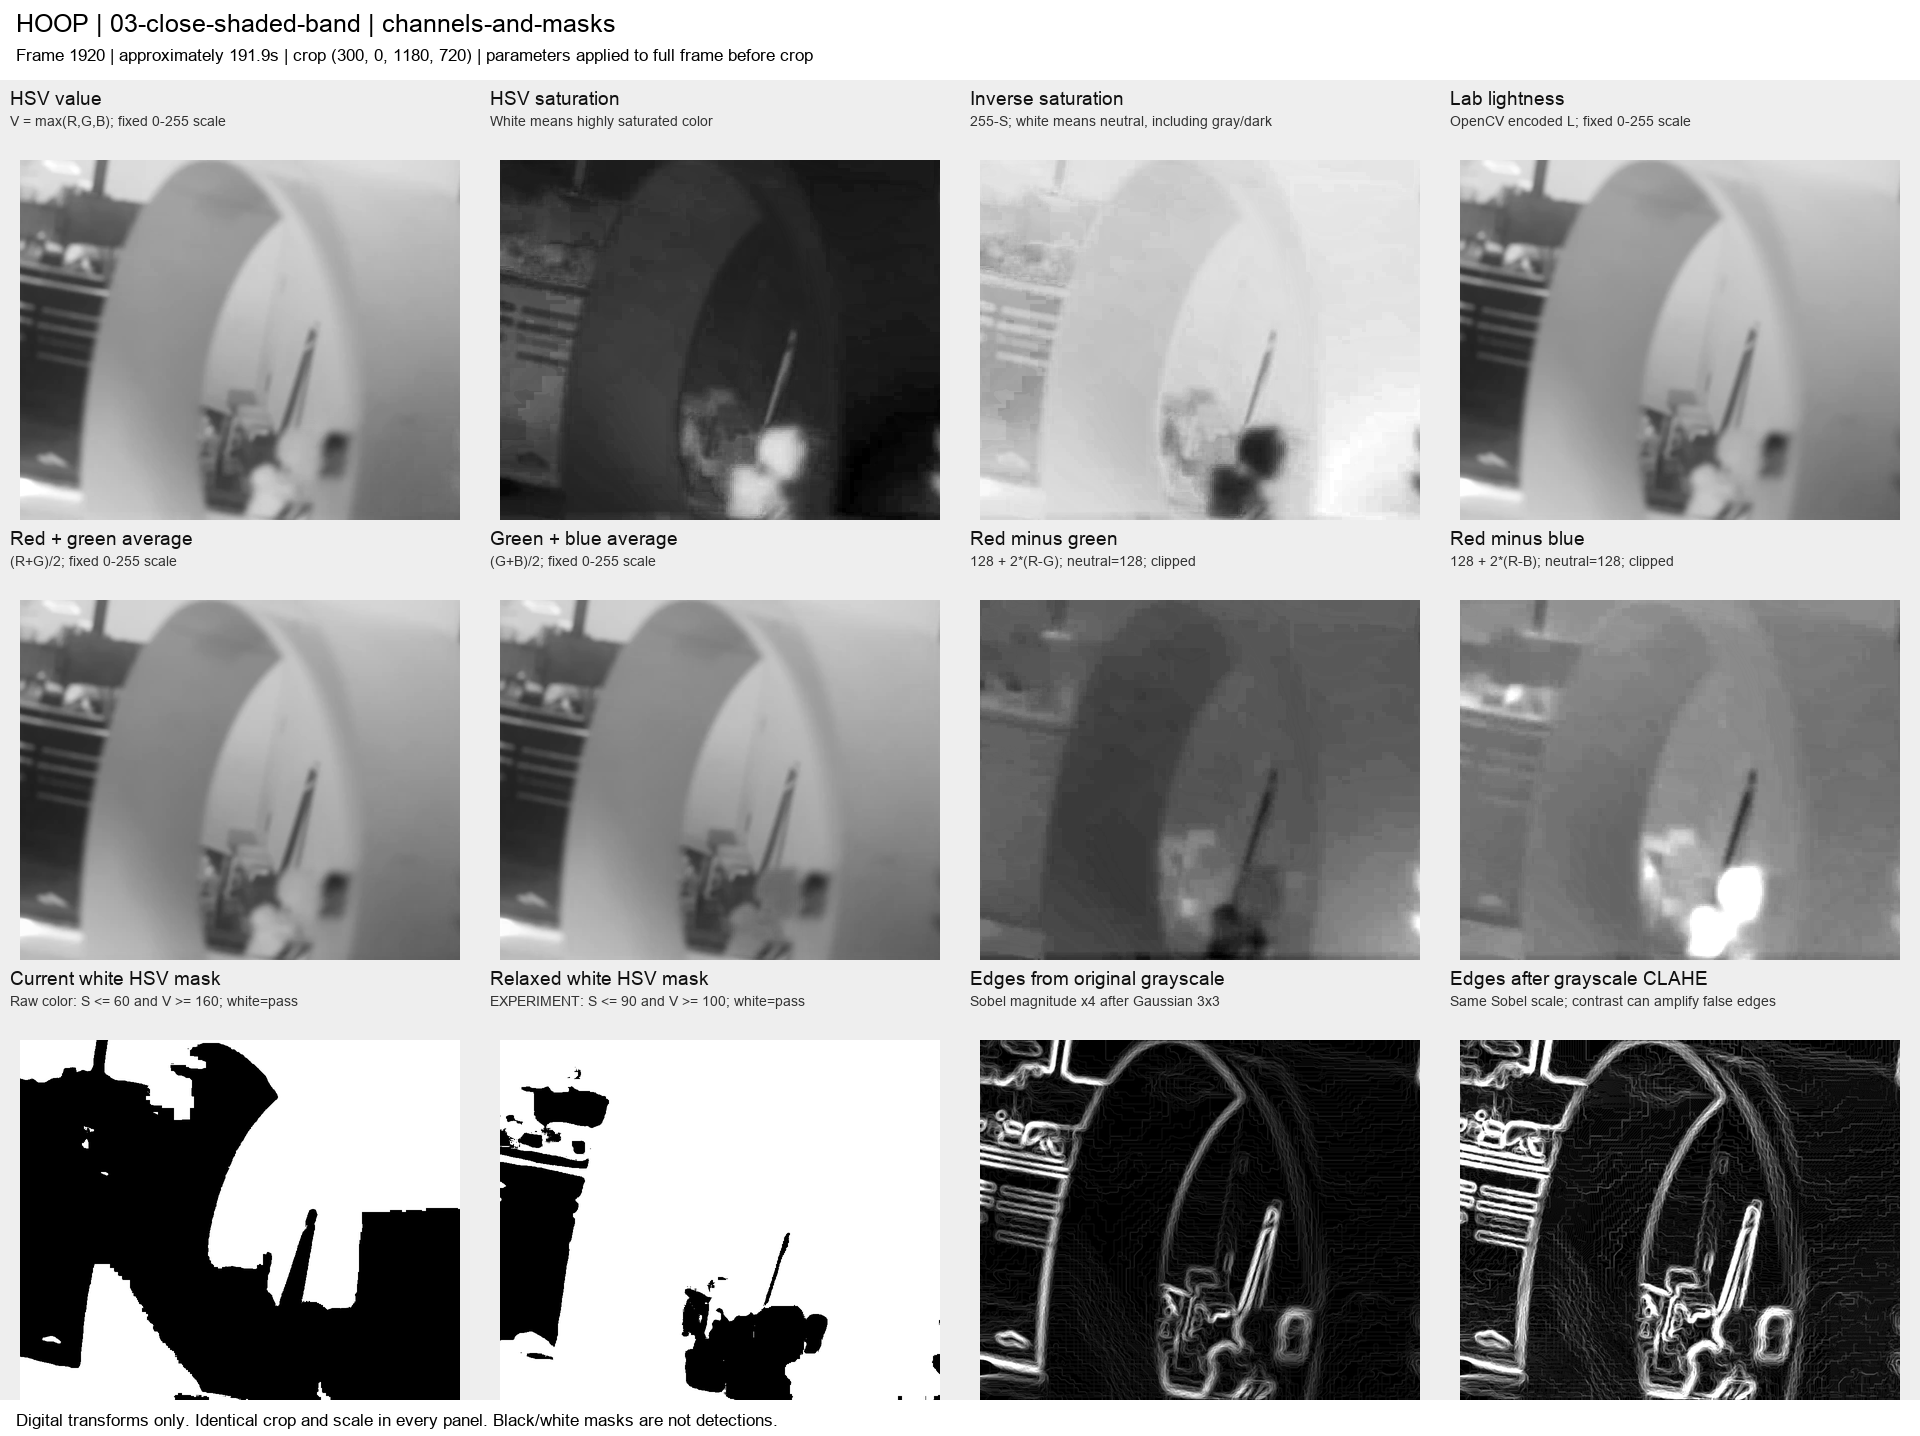 HOOP | 03-close-shaded-band | channels-and-masks
Frame 1920 | approximately 191.9s | crop (300, 0, 1180, 720) | parameters applied to full frame before crop
HSV value
V = max(R,G,B); fixed 0-255 scale
HSV saturation
White means highly saturated color
Inverse saturation
255-S; white means neutral, including gray/dark
Lab lightness
OpenCV encoded L; fixed 0-255 scale
Red + green average
(R+G)/2; fixed 0-255 scale
Green + blue average
(G+B)/2; fixed 0-255 scale
Red minus green
128 + 2*(R-G); neutral=128; clipped
Red minus blue
128 + 2*(R-B); neutral=128; clipped
Current white HSV mask
Raw color: S <= 60 and V >= 160; white=pass
Relaxed white HSV mask
EXPERIMENT: S <= 90 and V >= 100; white=pass
Edges from original grayscale
Sobel magnitude x4 after Gaussian 3x3
Edges after grayscale CLAHE
Same Sobel scale; contrast can amplify false edges
Digital transforms only. Identical crop and scale in every panel. Black/white masks are not detections.